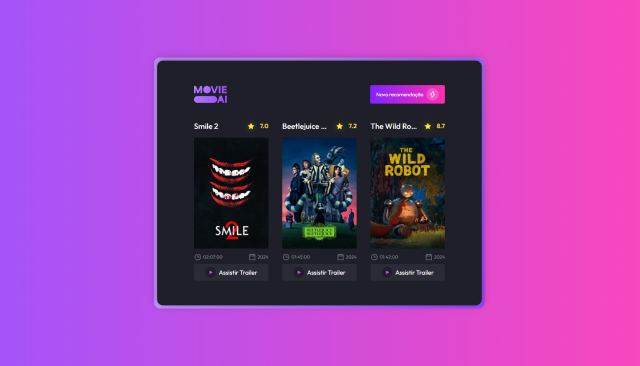 MOVIE
AI
Nova recomendação
Smile 2
7.0
Beetlejuice ...
7.2
The Wild Ro...
8.7
SMILE
2
BEETLEJUICE
BEETLEJUICE
THE
WILD
ROBOT
02:07:00
2024
01:45:00
2024
01:42:00
2024
Assistir Trailer
Assistir Trailer
Assistir Trailer